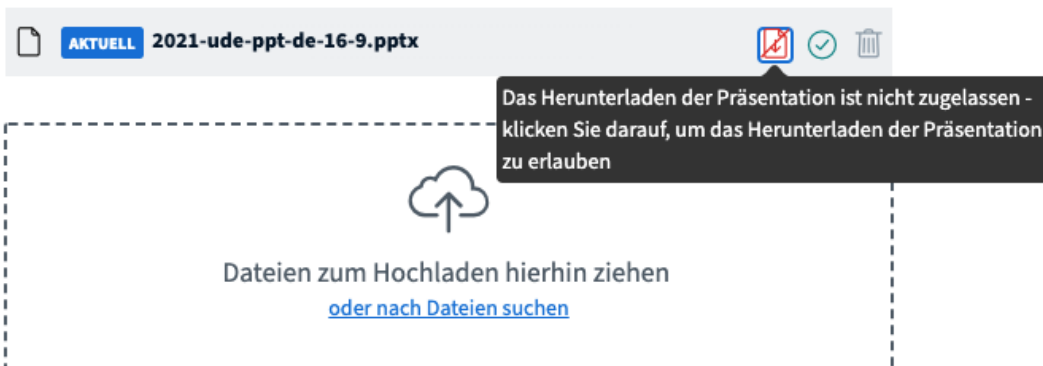 AKTUELL 2021-ude-ppt-de-16-9.pptx
Das Herunterladen der Präsentation ist nicht zugelassen -
klicken Sie darauf, um das Herunterladen der Präsentation
zu erlauben
Dateien zum Hochladen hierhin ziehen
oder nach Dateien suchen